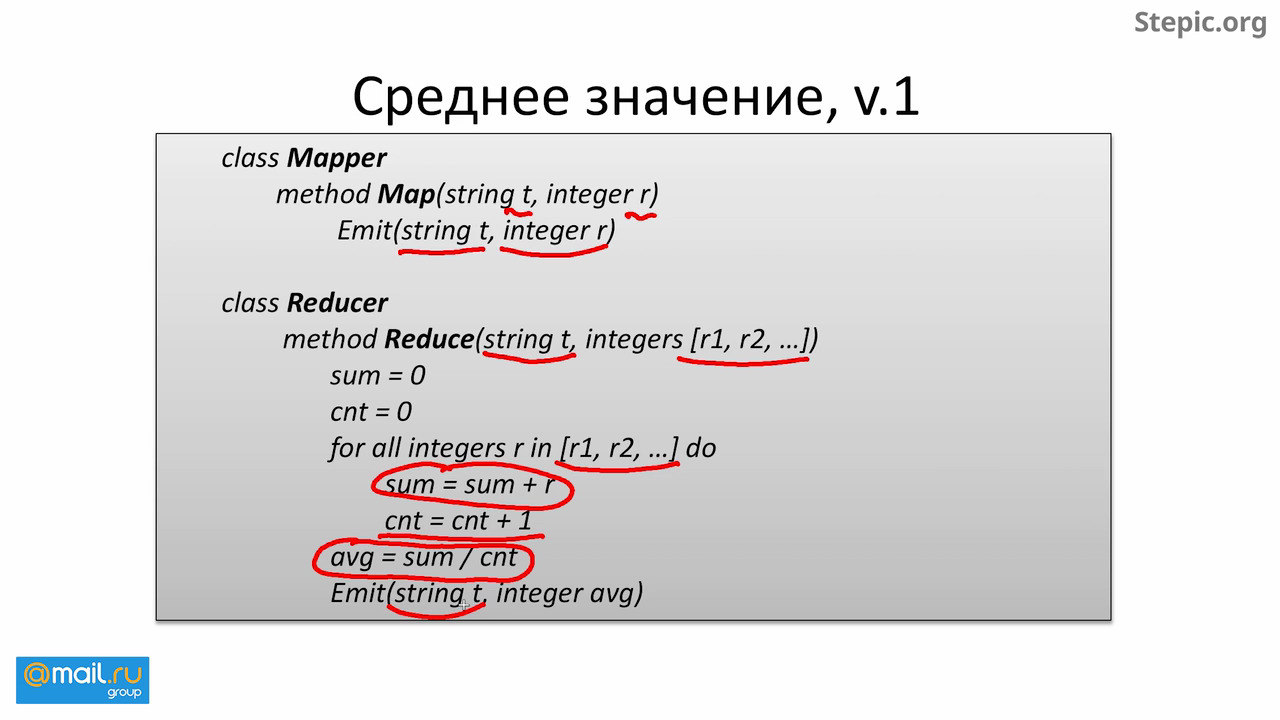 Stepic.org
Среднее значение, v.1
class Mapper
method Map(string t, integer r)
Emit(string t, integer r)
class Reducer
method Reduce(string t, integers [r1, r2, …])
sum = 0
cnt = 0
for all integers r in [r1, r2, …] do
sum = sum + r
cnt = cnt + 1
avg = sum / cnt
Emit(string t, integer avg)
@mail.ru
group